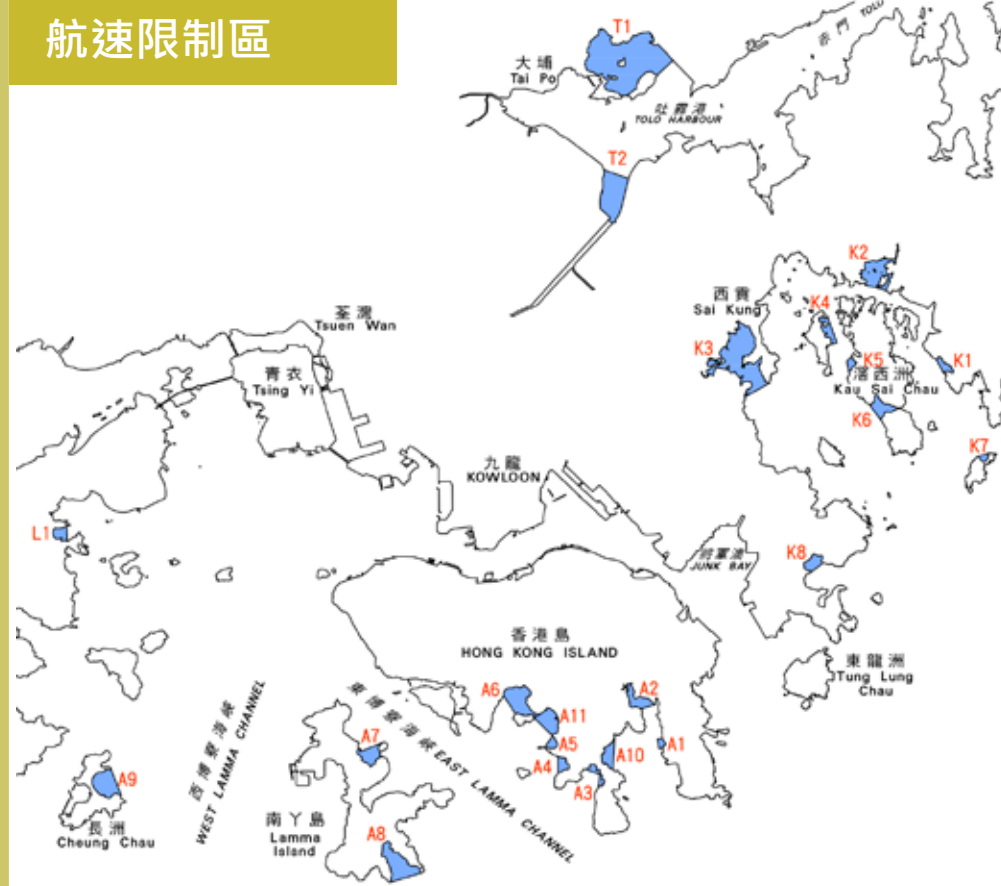 航速限制區
T1
大埔
Tai Po
赤門 TOLO
吐露港
TOLO HARBOUR
T2
K2
西貢
Sai Kung
K4
荃灣
Tsuen Wan
K3
K1
青衣
Tsing Yi
K5
滘西洲
Kau Sai Chau
K6
K7
九龍
KOWLOON
L1
將軍澳
JUNK BAY
K8
香港島
HONG KONG ISLAND
東龍洲
Tung Lung
Chau
A6
A2
A11
A7
東博寮海峽 EAST LAMMA CHANNEL
A5
A10
A1
A4
A3
西博寮海峽
WEST LAMMA CHANNEL
A9
長洲
Cheung Chau
南丫島
Lamma
Island
A8